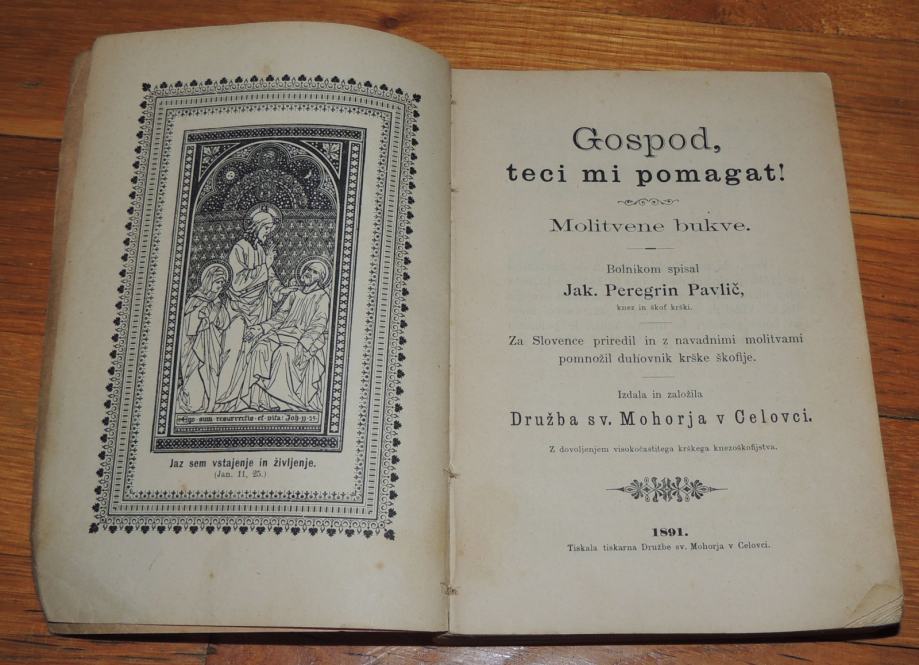 Ego sum resurrectio et vita: Joh
Jaz sem vstajenje in življenje.
(Jan. 11, 25.)
Gospod,
teci mi pomagat!
Molitvene bukve.
Bolnikom spisal
Jak. Peregrin Pavlič,
knez in škof krški.
Za Slovence priredil in z navadnimi molitvami
pomnožil duhovnik krške škofije.
Izdala in založila
Družba sv. Mohorja v Celovci.
Z dovoljenjem visokočastitega krškega knezoškofijstva.
1891.
Tiskala tiskarna Družbe sv. Mohorja v Celovci.